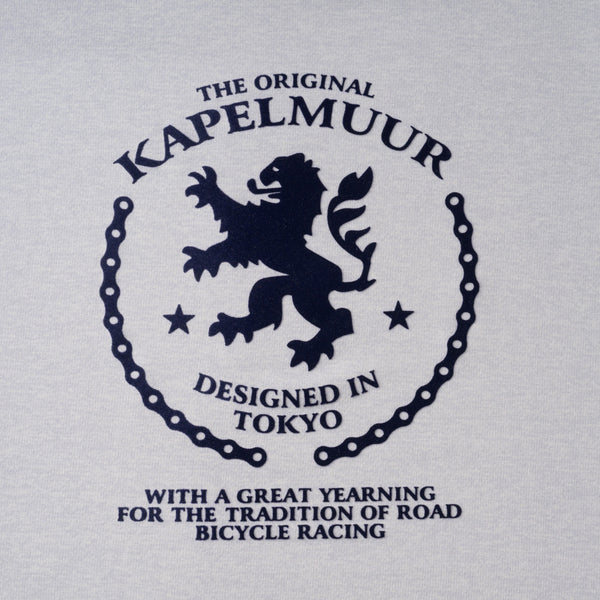 THE ORIGINAL
KAPELMUUR
DESIGNED IN
TOKYO
WITH A GREAT YEARNING
FOR THE TRADITION OF ROAD
BICYCLE RACING